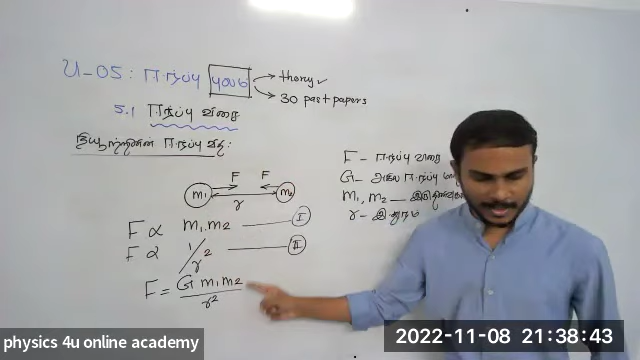 U-05: ஈர்ப்பு புலம்
theory ✓
30 past papers
5.1 ஈர்ப்பு விசை
நியூற்றினின் ஈர்ப்பு விதி:
F F
m₁ m₂
r
F ∝ m₁.m₂ I
F ∝ 1/r² II
F = G m₁m₂/r²
F - ஈர்ப்பு விசை
G - அகில ஈர்ப்பு
m₁, m₂
r - இடைதூரம்
physics 4u online academy
2022-11-08 21:38:43